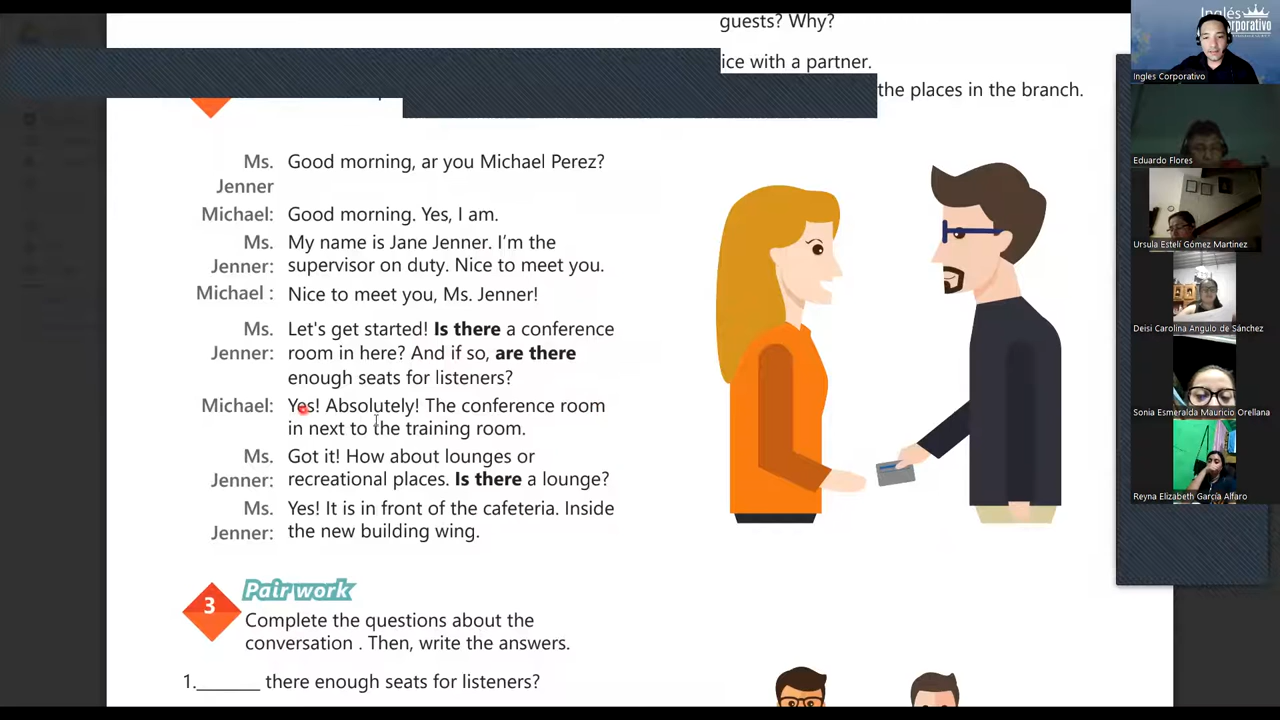 guests? Why?
ice with a partner.
the places in the branch.
Ms. Good morning, ar you Michael Perez?
Jenner
Michael: Good morning. Yes, I am.
Ms. My name is Jane Jenner. I'm the
Jenner: supervisor on duty. Nice to meet you.
Michael : Nice to meet you, Ms. Jenner!
Ms. Let's get started! Is there a conference
Jenner: room in here? And if so, are there
enough seats for listeners?
Michael: Yes! Absolutely! The conference room
in next to the training room.
Ms. Got it! How about lounges or
Jenner: recreational places. Is there a lounge?
Ms. Yes! It is in front of the cafeteria. Inside
Jenner: the new building wing.
3 Pair work
Complete the questions about the
conversation . Then, write the answers.
1._______ there enough seats for listeners?
Inglés
Ingles Corporativo
Eduardo Flores
Ursula Estelí Gómez Martinez
Deisi Carolina Angulo de Sánchez
Sonia Esmeralda Mauricio Orellana
Reyna Elizabeth García Alfaro